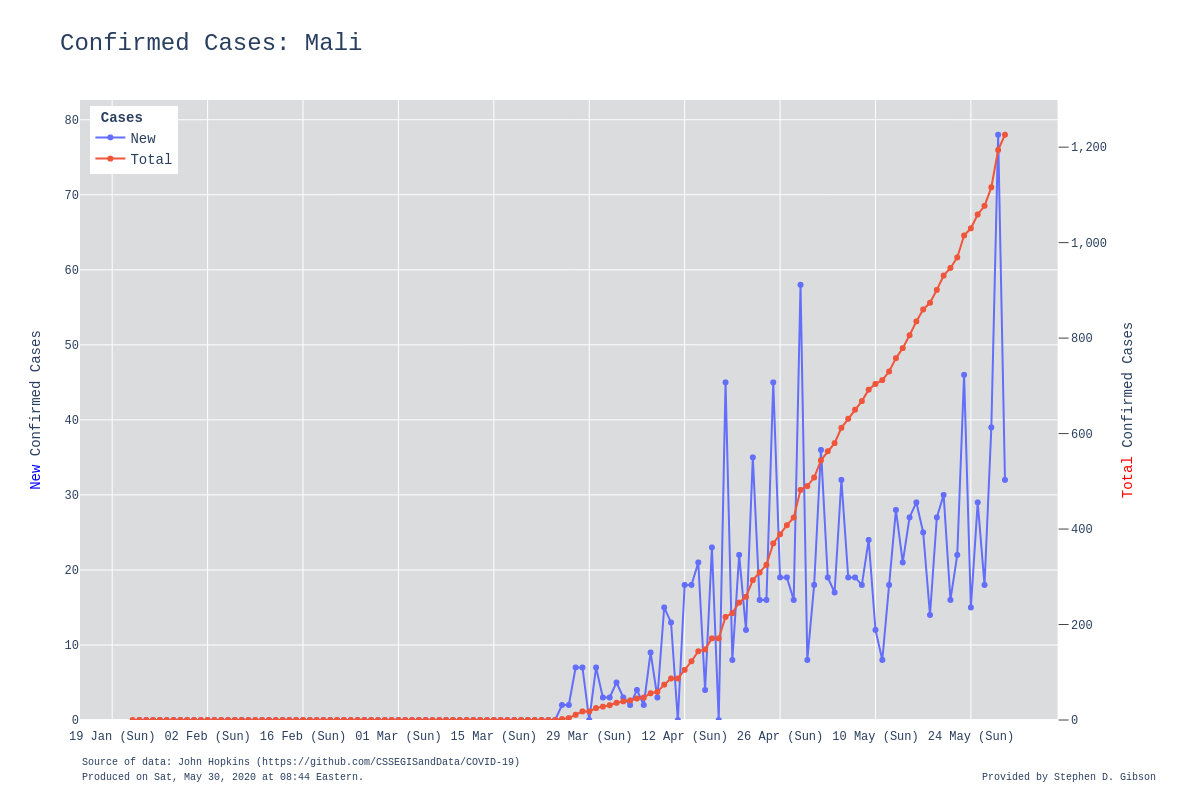 Confirmed Cases: Mali
Cases
New
Total
80
70
60
50
40
30
20
10
0
New Confirmed Cases
1,200
1,000
800
600
400
200
0
Total Confirmed Cases
19 Jan (Sun) 02 Feb (Sun) 16 Feb (Sun) 01 Mar (Sun) 15 Mar (Sun) 29 Mar (Sun) 12 Apr (Sun) 26 Apr (Sun) 10 May (Sun) 24 May (Sun)
Source of data: John Hopkins (https://github.com/CSSEGISandData/COVID-19)
Produced on Sat, May 30, 2020 at 08:44 Eastern.
Provided by Stephen D. Gibson